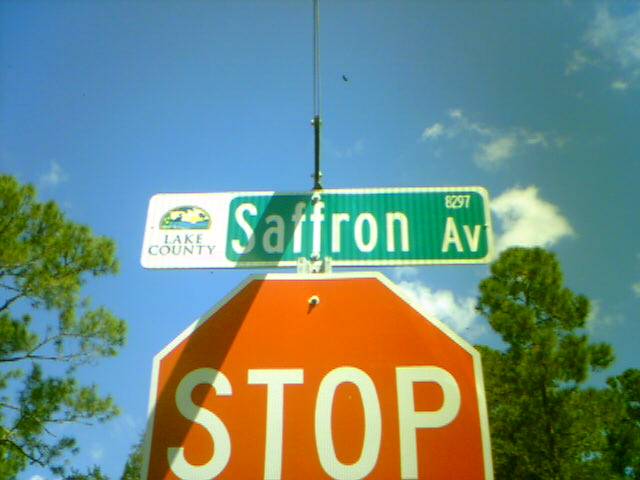 LAKE
COUNTY
Saffron Av
8297
STOP